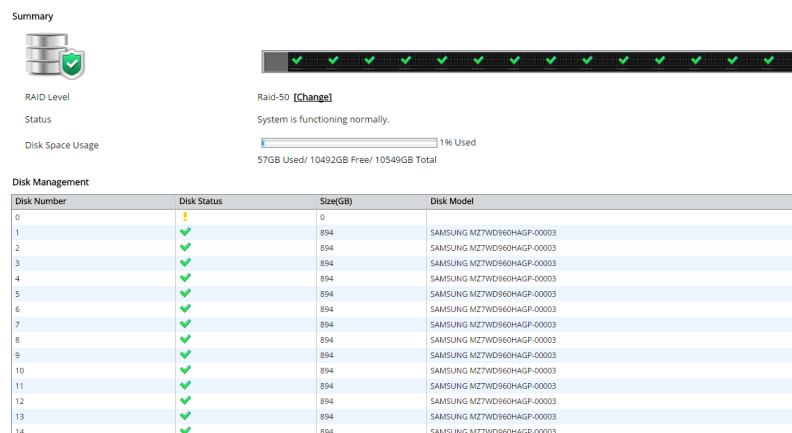 Summary
RAID Level Raid-50 [Change]
Status System is functioning normally.
Disk Space Usage 1% Used
57GB Used/ 10492GB Free/ 10549GB Total
Disk Management
Disk Number Disk Status Size(GB) Disk Model
0 0
1 894 SAMSUNG MZ7WD960HAGP-00003
2 894 SAMSUNG MZ7WD960HAGP-00003
3 894 SAMSUNG MZ7WD960HAGP-00003
4 894 SAMSUNG MZ7WD960HAGP-00003
5 894 SAMSUNG MZ7WD960HAGP-00003
6 894 SAMSUNG MZ7WD960HAGP-00003
7 894 SAMSUNG MZ7WD960HAGP-00003
8 894 SAMSUNG MZ7WD960HAGP-00003
9 894 SAMSUNG MZ7WD960HAGP-00003
10 894 SAMSUNG MZ7WD960HAGP-00003
11 894 SAMSUNG MZ7WD960HAGP-00003
12 894 SAMSUNG MZ7WD960HAGP-00003
13 894 SAMSUNG MZ7WD960HAGP-00003
14 894 SAMSUNG MZ7WD960HAGP-00003